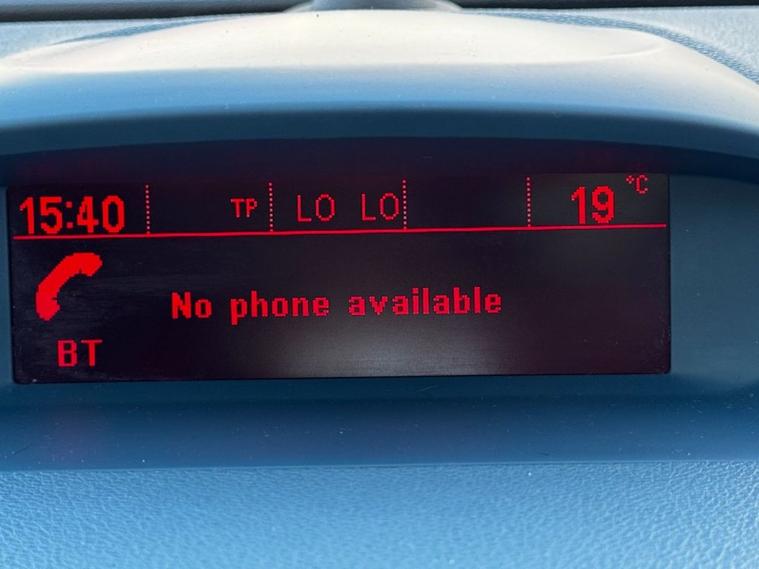 15:40 TP LO LO 19 °C
No phone available
BT